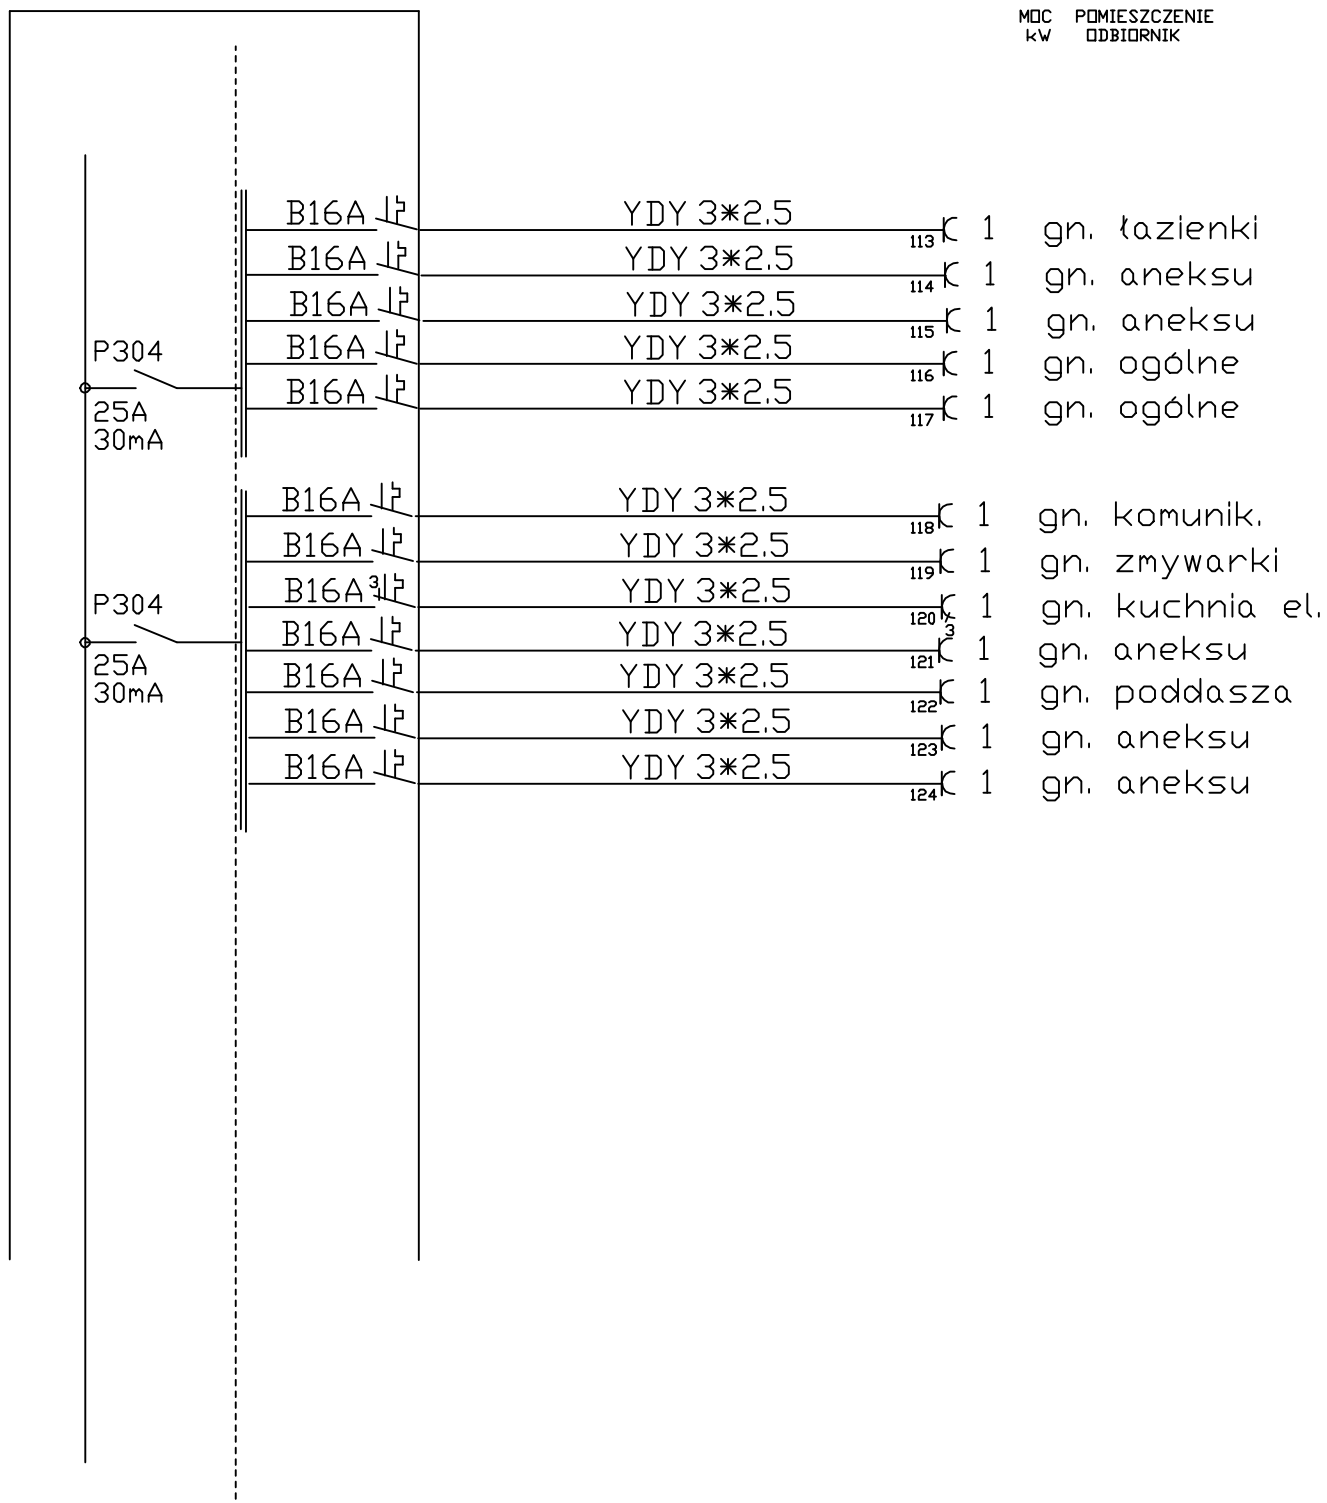 MOC POMIESZCZENIE
kW ODBIORNIK
B16A YDY 3*2.5 113 1 gn. łazienki
B16A YDY 3*2.5 114 1 gn. aneksu
B16A YDY 3*2.5 115 1 gn. aneksu
P304
B16A YDY 3*2.5 116 1 gn. ogólne
B16A YDY 3*2.5 117 1 gn. ogólne
25A
30mA
B16A YDY 3*2.5 118 1 gn. komunik.
B16A YDY 3*2.5 119 1 gn. zmywarki
P304
B16A 3 YDY 3*2.5 120 3 1 gn. kuchnia el.
B16A YDY 3*2.5 121 1 gn. aneksu
25A
30mA
B16A YDY 3*2.5 122 1 gn. poddasza
B16A YDY 3*2.5 123 1 gn. aneksu
B16A YDY 3*2.5 124 1 gn. aneksu